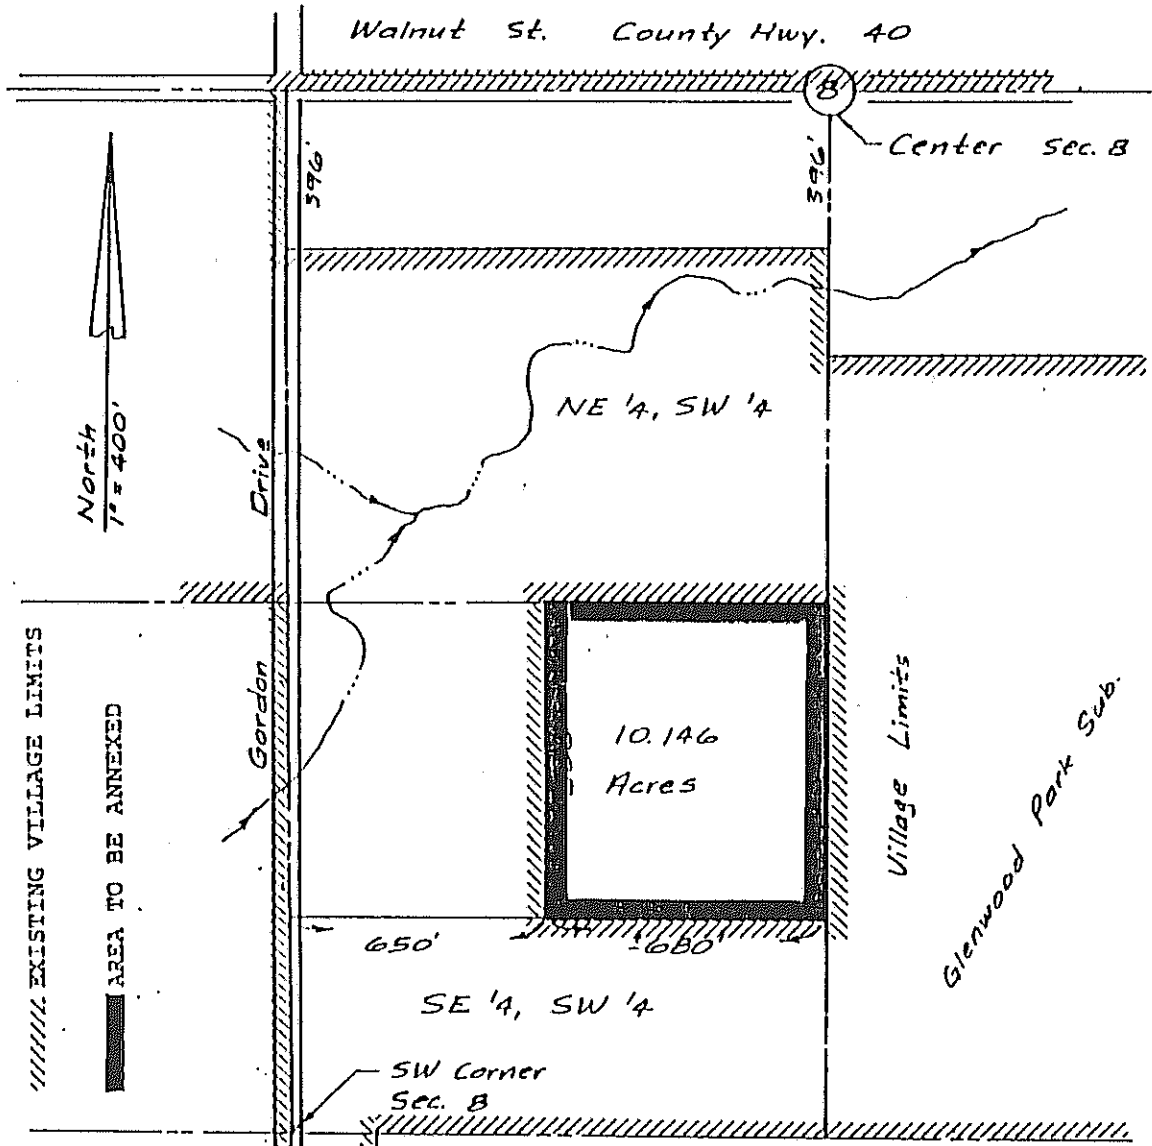 Walnut St. County Hwy. 40
8
Center Sec. 8
396'
396'
North
1" = 400'
NE 1/4, SW 1/4
Drive
Gordon
EXISTING VILLAGE LIMITS
AREA TO BE ANNEXED
10.146
Acres
Village Limits
Glenwood Park Sub.
650'
680'
SE 1/4, SW 1/4
SW Corner
Sec. 8